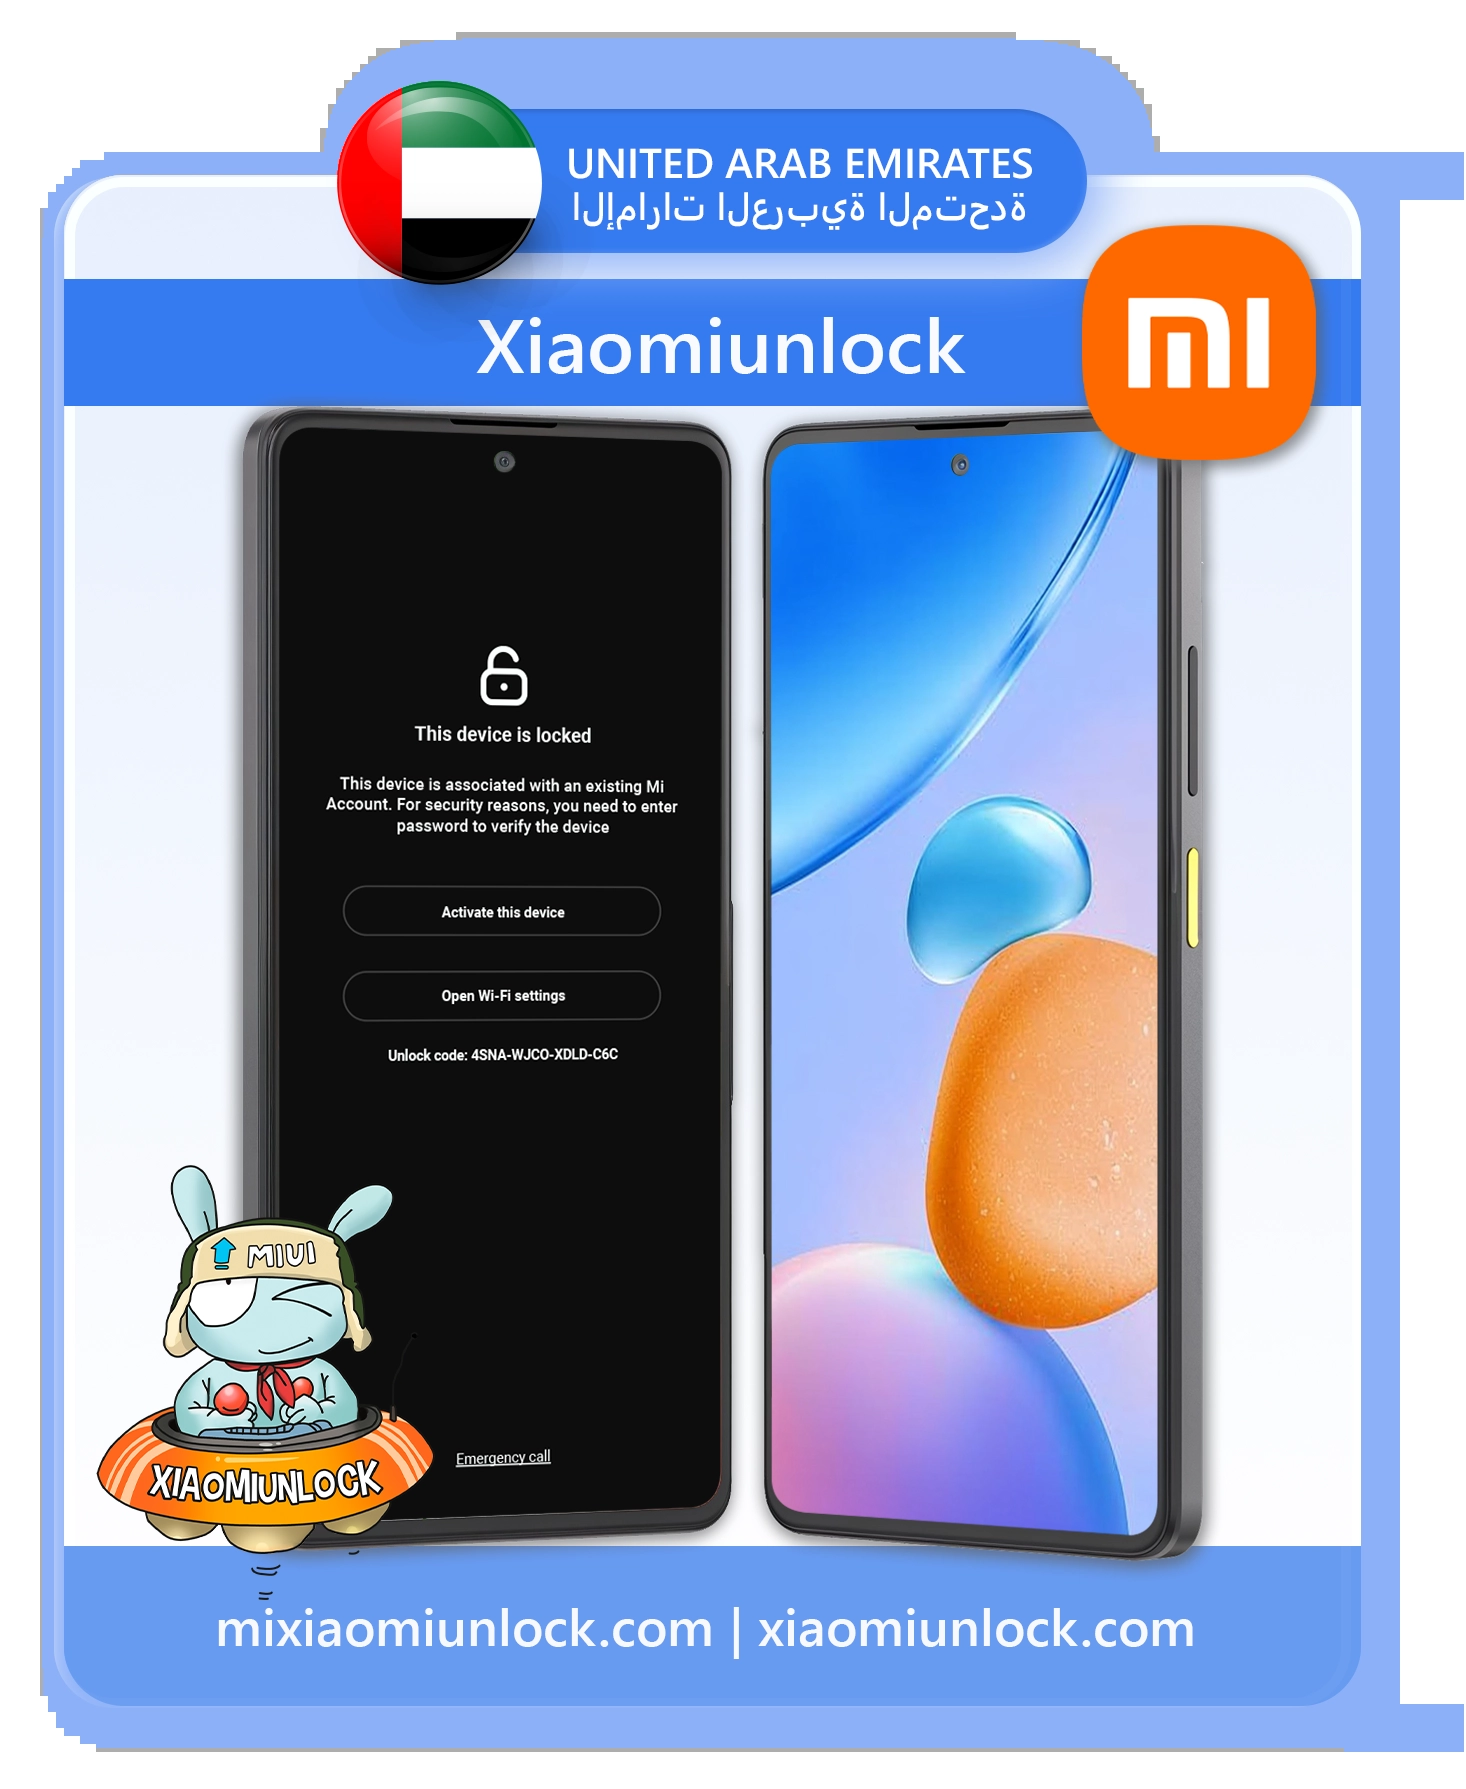 UNITED ARAB EMIRATES
الإمارات العربية المتحدة
Xiaomiunlock
This device is locked
This device is associated with an existing Mi
Account. For security reasons, you need to enter
password to verify the device
Activate this device
Open Wi-Fi settings
Unlock code: 4SNA-WJCO-XDLD-C6C
MIUI
XIAOMIUNLOCK
Emergency call
mixiaomiunlock.com | xiaomiunlock.com